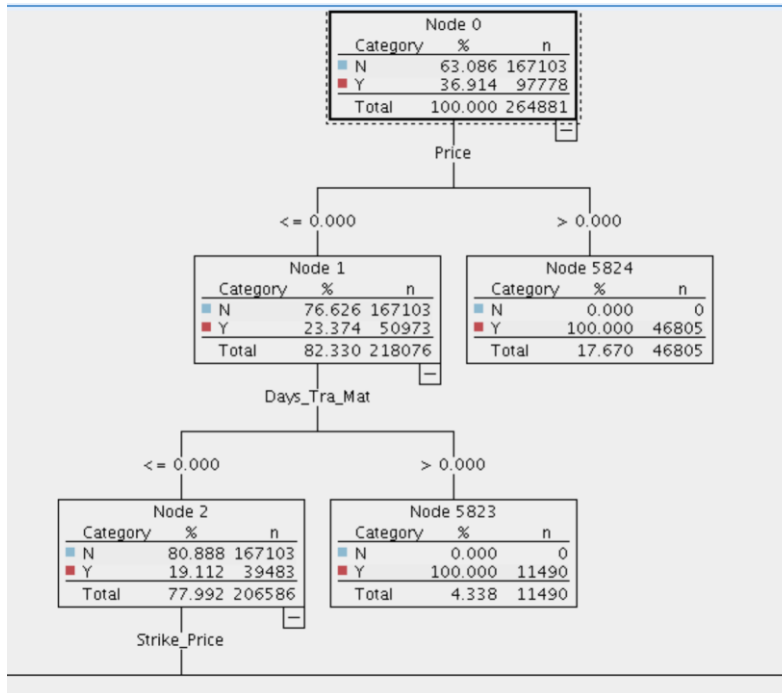 Node 0
Category % n
N 63.086 167103
Y 36.914 97778
Total 100.000 264881
Price
<= 0.000 > 0.000
Node 1
Category % n
N 76.626 167103
Y 23.374 50973
Total 82.330 218076
Node 5824
Category % n
N 0.000 0
Y 100.000 46805
Total 17.670 46805
Days_Tra_Mat
<= 0.000 > 0.000
Node 2
Category % n
N 80.888 167103
Y 19.112 39483
Total 77.992 206586
Node 5823
Category % n
N 0.000 0
Y 100.000 11490
Total 4.338 11490
Strike_Price